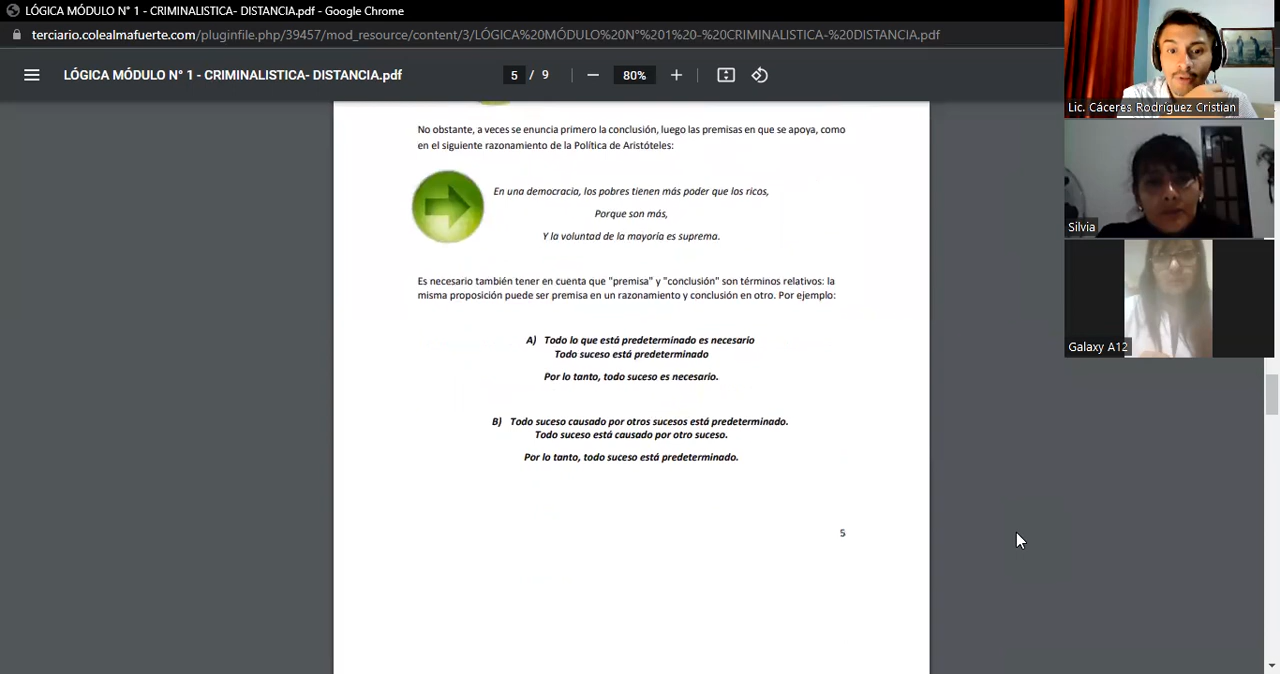 LÓGICA MÓDULO N° 1 - CRIMINALISTICA- DISTANCIA.pdf - Google Chrome
terciario.colealmafuerte.com/pluginfile.php/39457/mod_resource/content/3/LÓGICA%20MÓDULO%20N°%201%20-%20CRIMINALISTICA-%20DISTANCIA.pdf
LÓGICA MÓDULO N° 1 - CRIMINALISTICA- DISTANCIA.pdf
5 / 9
80%
No obstante, a veces se enuncia primero la conclusión, luego las premisas en que se apoya, como
en el siguiente razonamiento de la Política de Aristóteles:
En una democracia, los pobres tienen más poder que los ricos,
Porque son más,
Y la voluntad de la mayoría es suprema.
Es necesario también tener en cuenta que "premisa" y "conclusión" son términos relativos: la
misma proposición puede ser premisa en un razonamiento y conclusión en otro. Por ejemplo:
A) Todo lo que está predeterminado es necesario
Todo suceso está predeterminado
Por lo tanto, todo suceso es necesario.
B) Todo suceso causado por otros sucesos está predeterminado.
Todo suceso está causado por otro suceso.
Por lo tanto, todo suceso está predeterminado.
5
Lic. Cáceres Rodríguez Cristian
Silvia
Galaxy A12